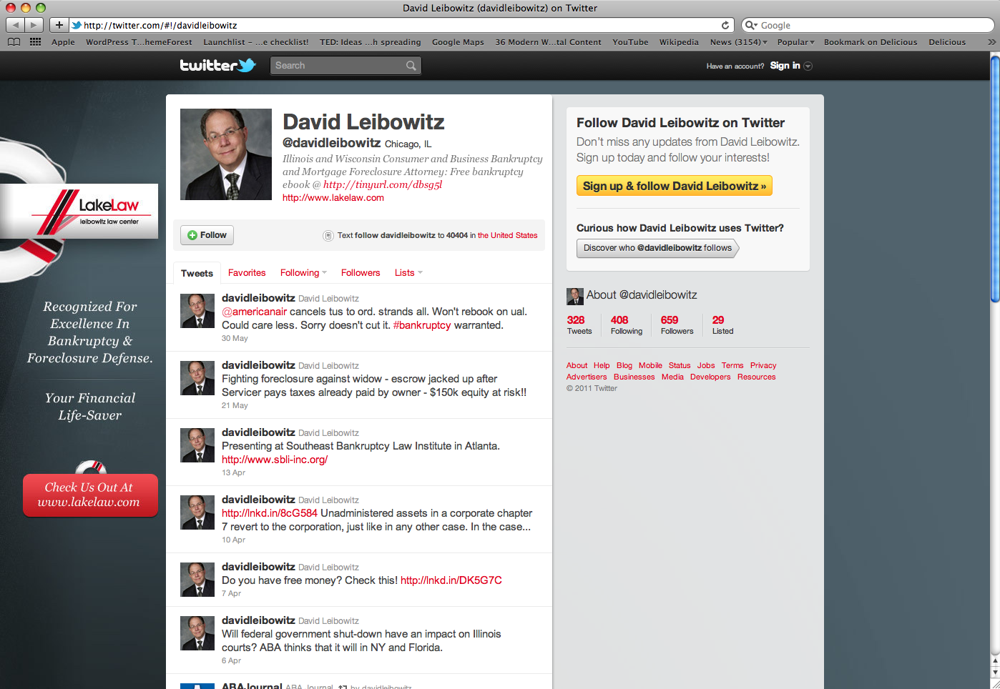 David Leibowitz (davidleibowitz) on Twitter
http://twitter.com/#!/davidleibowitz
Google
Apple WordPress T...hemeForest Launchlist - ...e checklist! TED: Ideas ...h spreading Google Maps 36 Modern W...tal Content YouTube Wikipedia News (3154) Popular Bookmark on Delicious Delicious
twitter
Search
Have an account? Sign in
LakeLaw
leibowitz law center
Recognized For
Excellence In
Bankruptcy &
Foreclosure Defense.
Your Financial
Life-Saver
Check Us Out At
www.lakelaw.com
David Leibowitz
@davidleibowitz Chicago, IL
Illinois and Wisconsin Consumer and Business Bankruptcy
and Mortgage Foreclosure Attorney: Free bankruptcy
ebook @ http://tinyurl.com/dbsg5l
http://www.lakelaw.com
Follow
Text follow davidleibowitz to 40404 in the United States
Tweets Favorites Following Followers Lists
davidleibowitz David Leibowitz
@americanair cancels tus to ord. strands all. Won't rebook on ual.
Could care less. Sorry doesn't cut it. #bankruptcy warranted.
30 May
davidleibowitz David Leibowitz
Fighting foreclosure against widow - escrow jacked up after
Servicer pays taxes already paid by owner - $150k equity at risk!!
21 May
davidleibowitz David Leibowitz
Presenting at Southeast Bankruptcy Law Institute in Atlanta.
http://www.sbli-inc.org/
13 Apr
davidleibowitz David Leibowitz
http://lnkd.in/8cG584 Unadministered assets in a corporate chapter
7 revert to the corporation, just like in any other case. In the case...
10 Apr
davidleibowitz David Leibowitz
Do you have free money? Check this! http://lnkd.in/DK5G7C
7 Apr
davidleibowitz David Leibowitz
Will federal government shut-down have an impact on Illinois
courts? ABA thinks that it will in NY and Florida.
6 Apr
ABAJournal ABA Journal by davidleibowitz
Follow David Leibowitz on Twitter
Don't miss any updates from David Leibowitz.
Sign up today and follow your interests!
Sign up & follow David Leibowitz »
Curious how David Leibowitz uses Twitter?
Discover who @davidleibowitz follows
About @davidleibowitz
328 408 659 29
Tweets Following Followers Listed
About Help Blog Mobile Status Jobs Terms Privacy
Advertisers Businesses Media Developers Resources
© 2011 Twitter